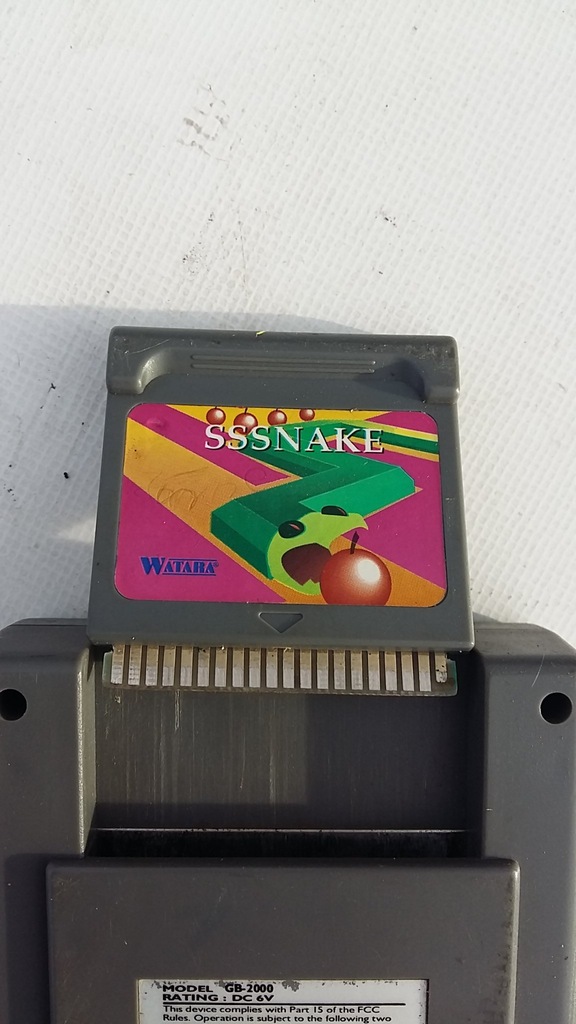 SSSNAKE
WATARA®
MODEL GB-2000
RATING : DC 6V
This device complies with Part 15 of the FCC
Rules. Operation is subject to the following two